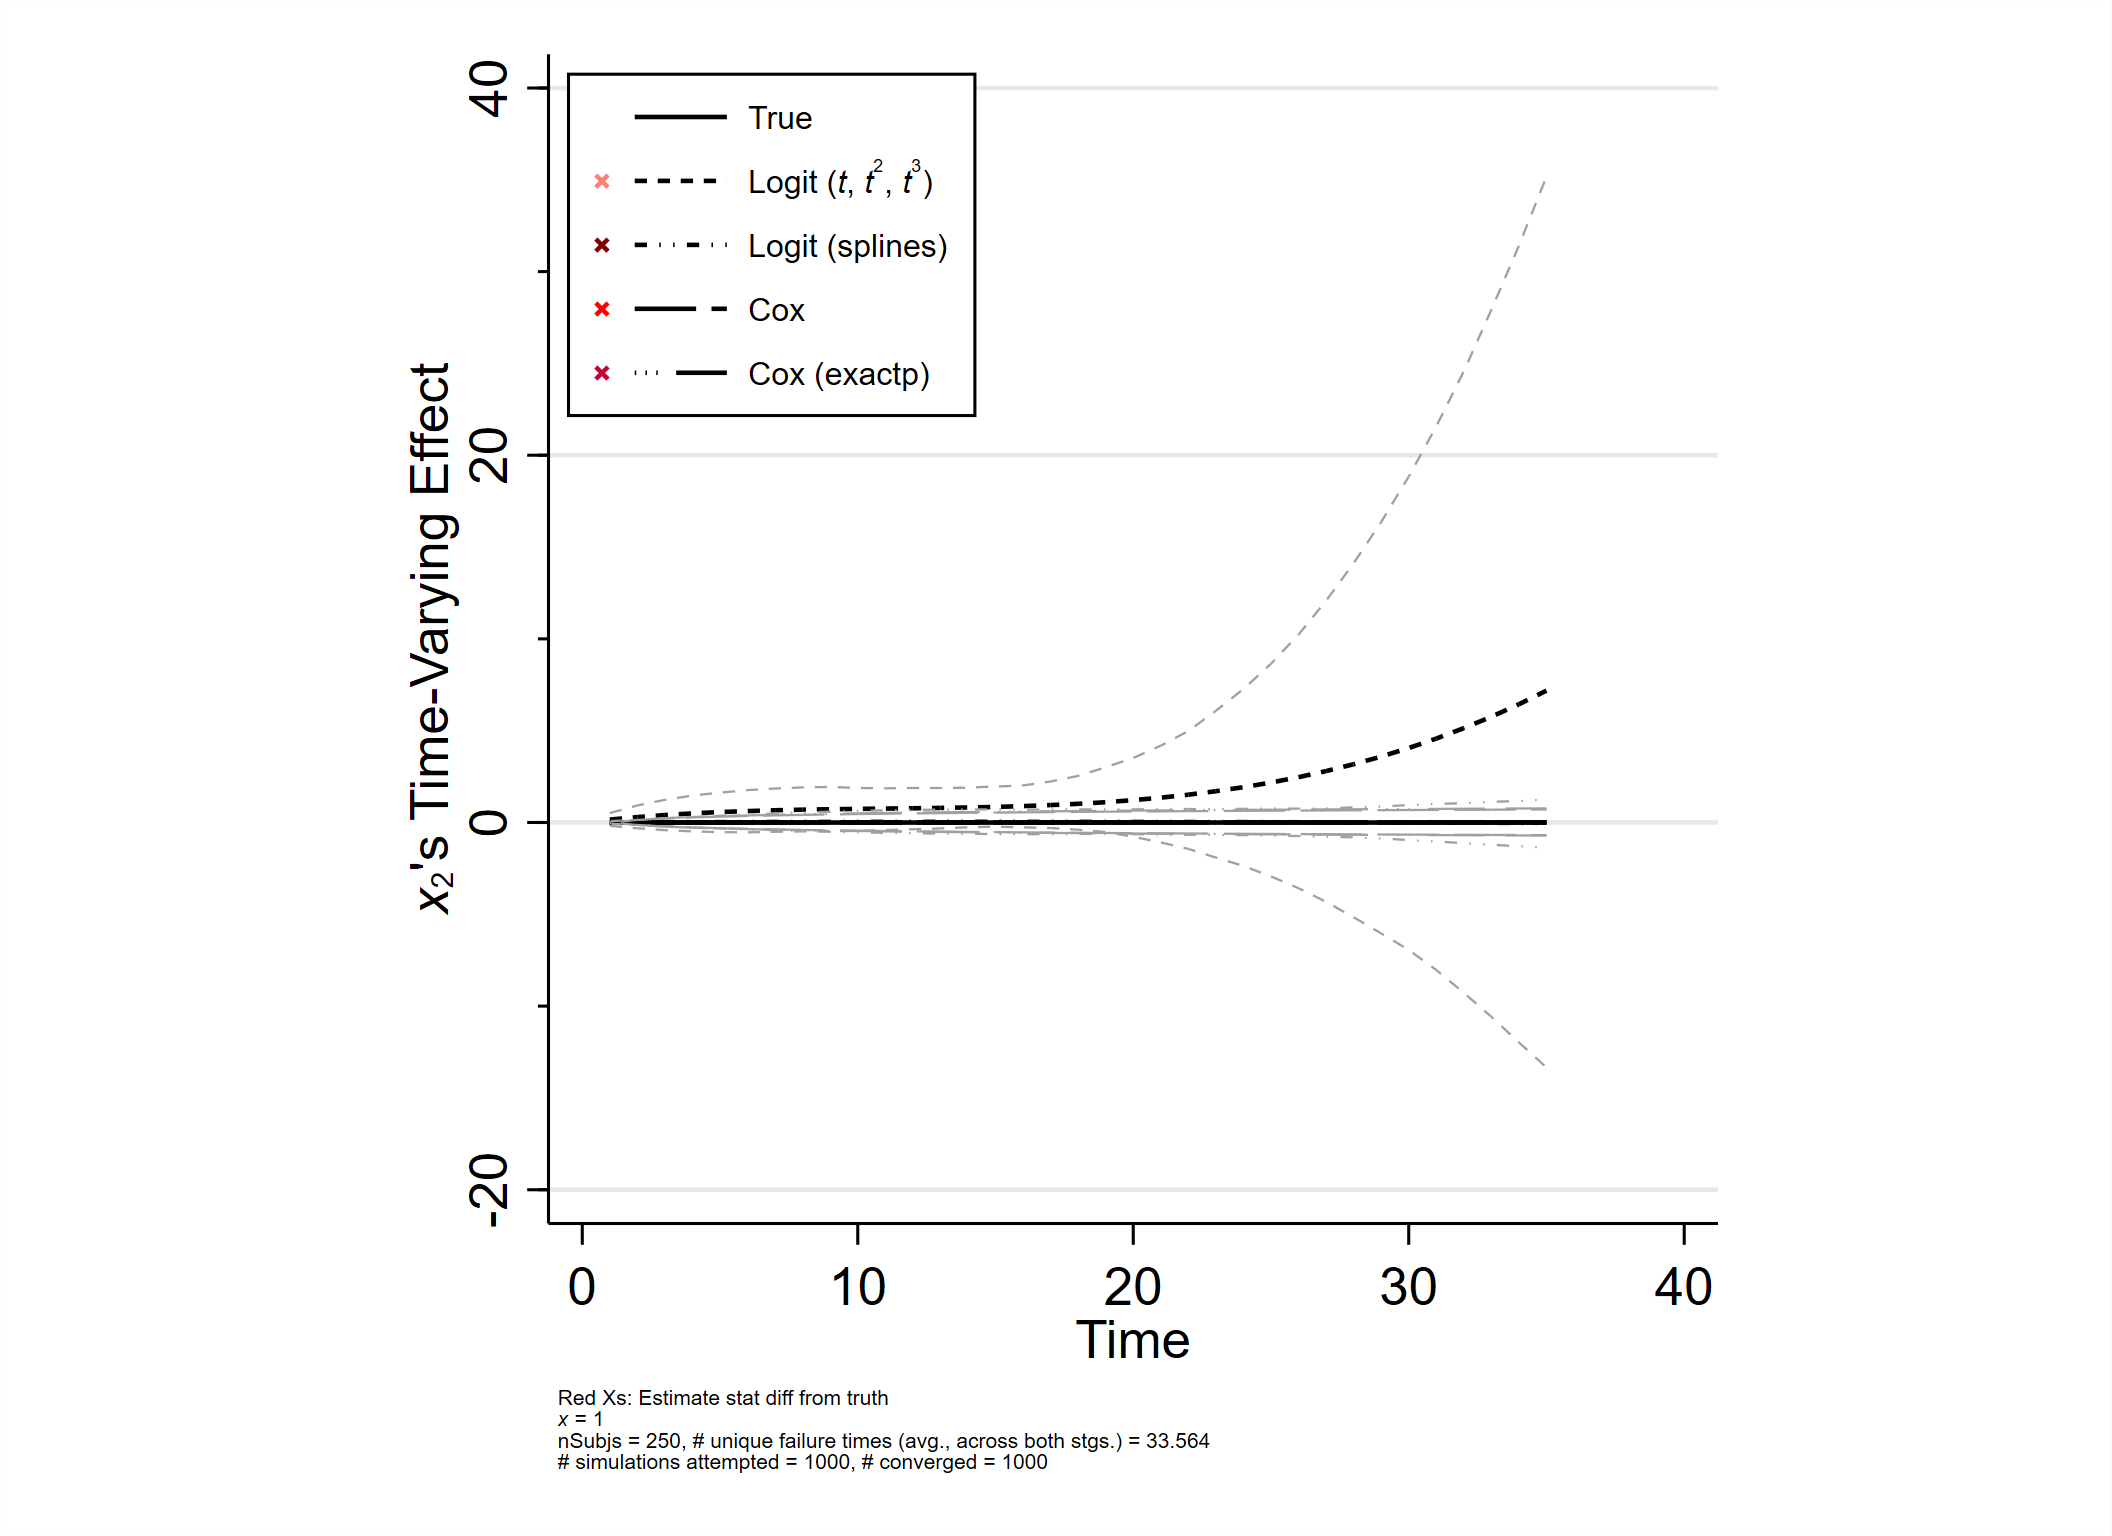 40
20
0
-20
x₂'s Time-Varying Effect
True
Logit (t, t², t³)
Logit (splines)
Cox
Cox (exactp)
0 10 20 30 40
Time
Red Xs: Estimate stat diff from truth
x = 1
nSubjs = 250, # unique failure times (avg., across both stgs.) = 33.564
# simulations attempted = 1000, # converged = 1000